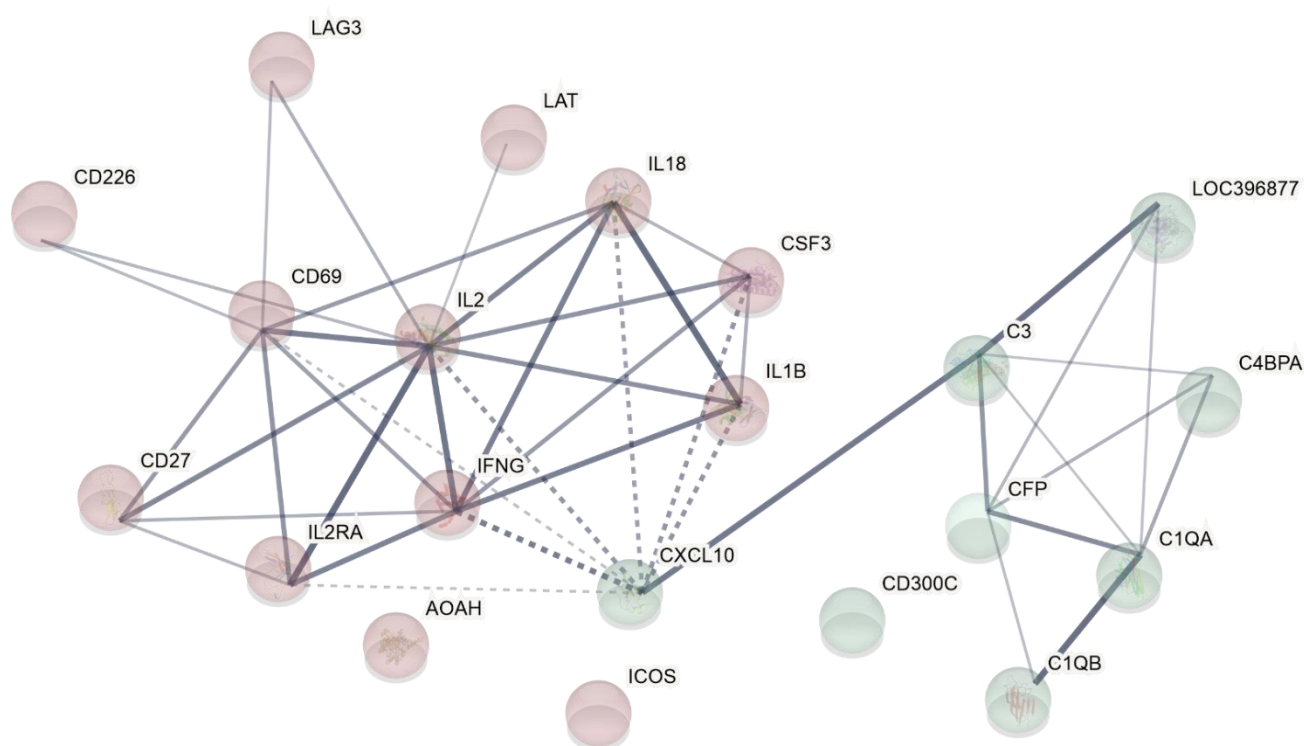 LAG3
LAT
IL18
CD226
LOC396877
CSF3
CD69
IL2
C3
C4BPA
IL1B
CD27
IFNG
CFP
IL2RA
C1QA
CXCL10
CD300C
AOAH
C1QB
ICOS